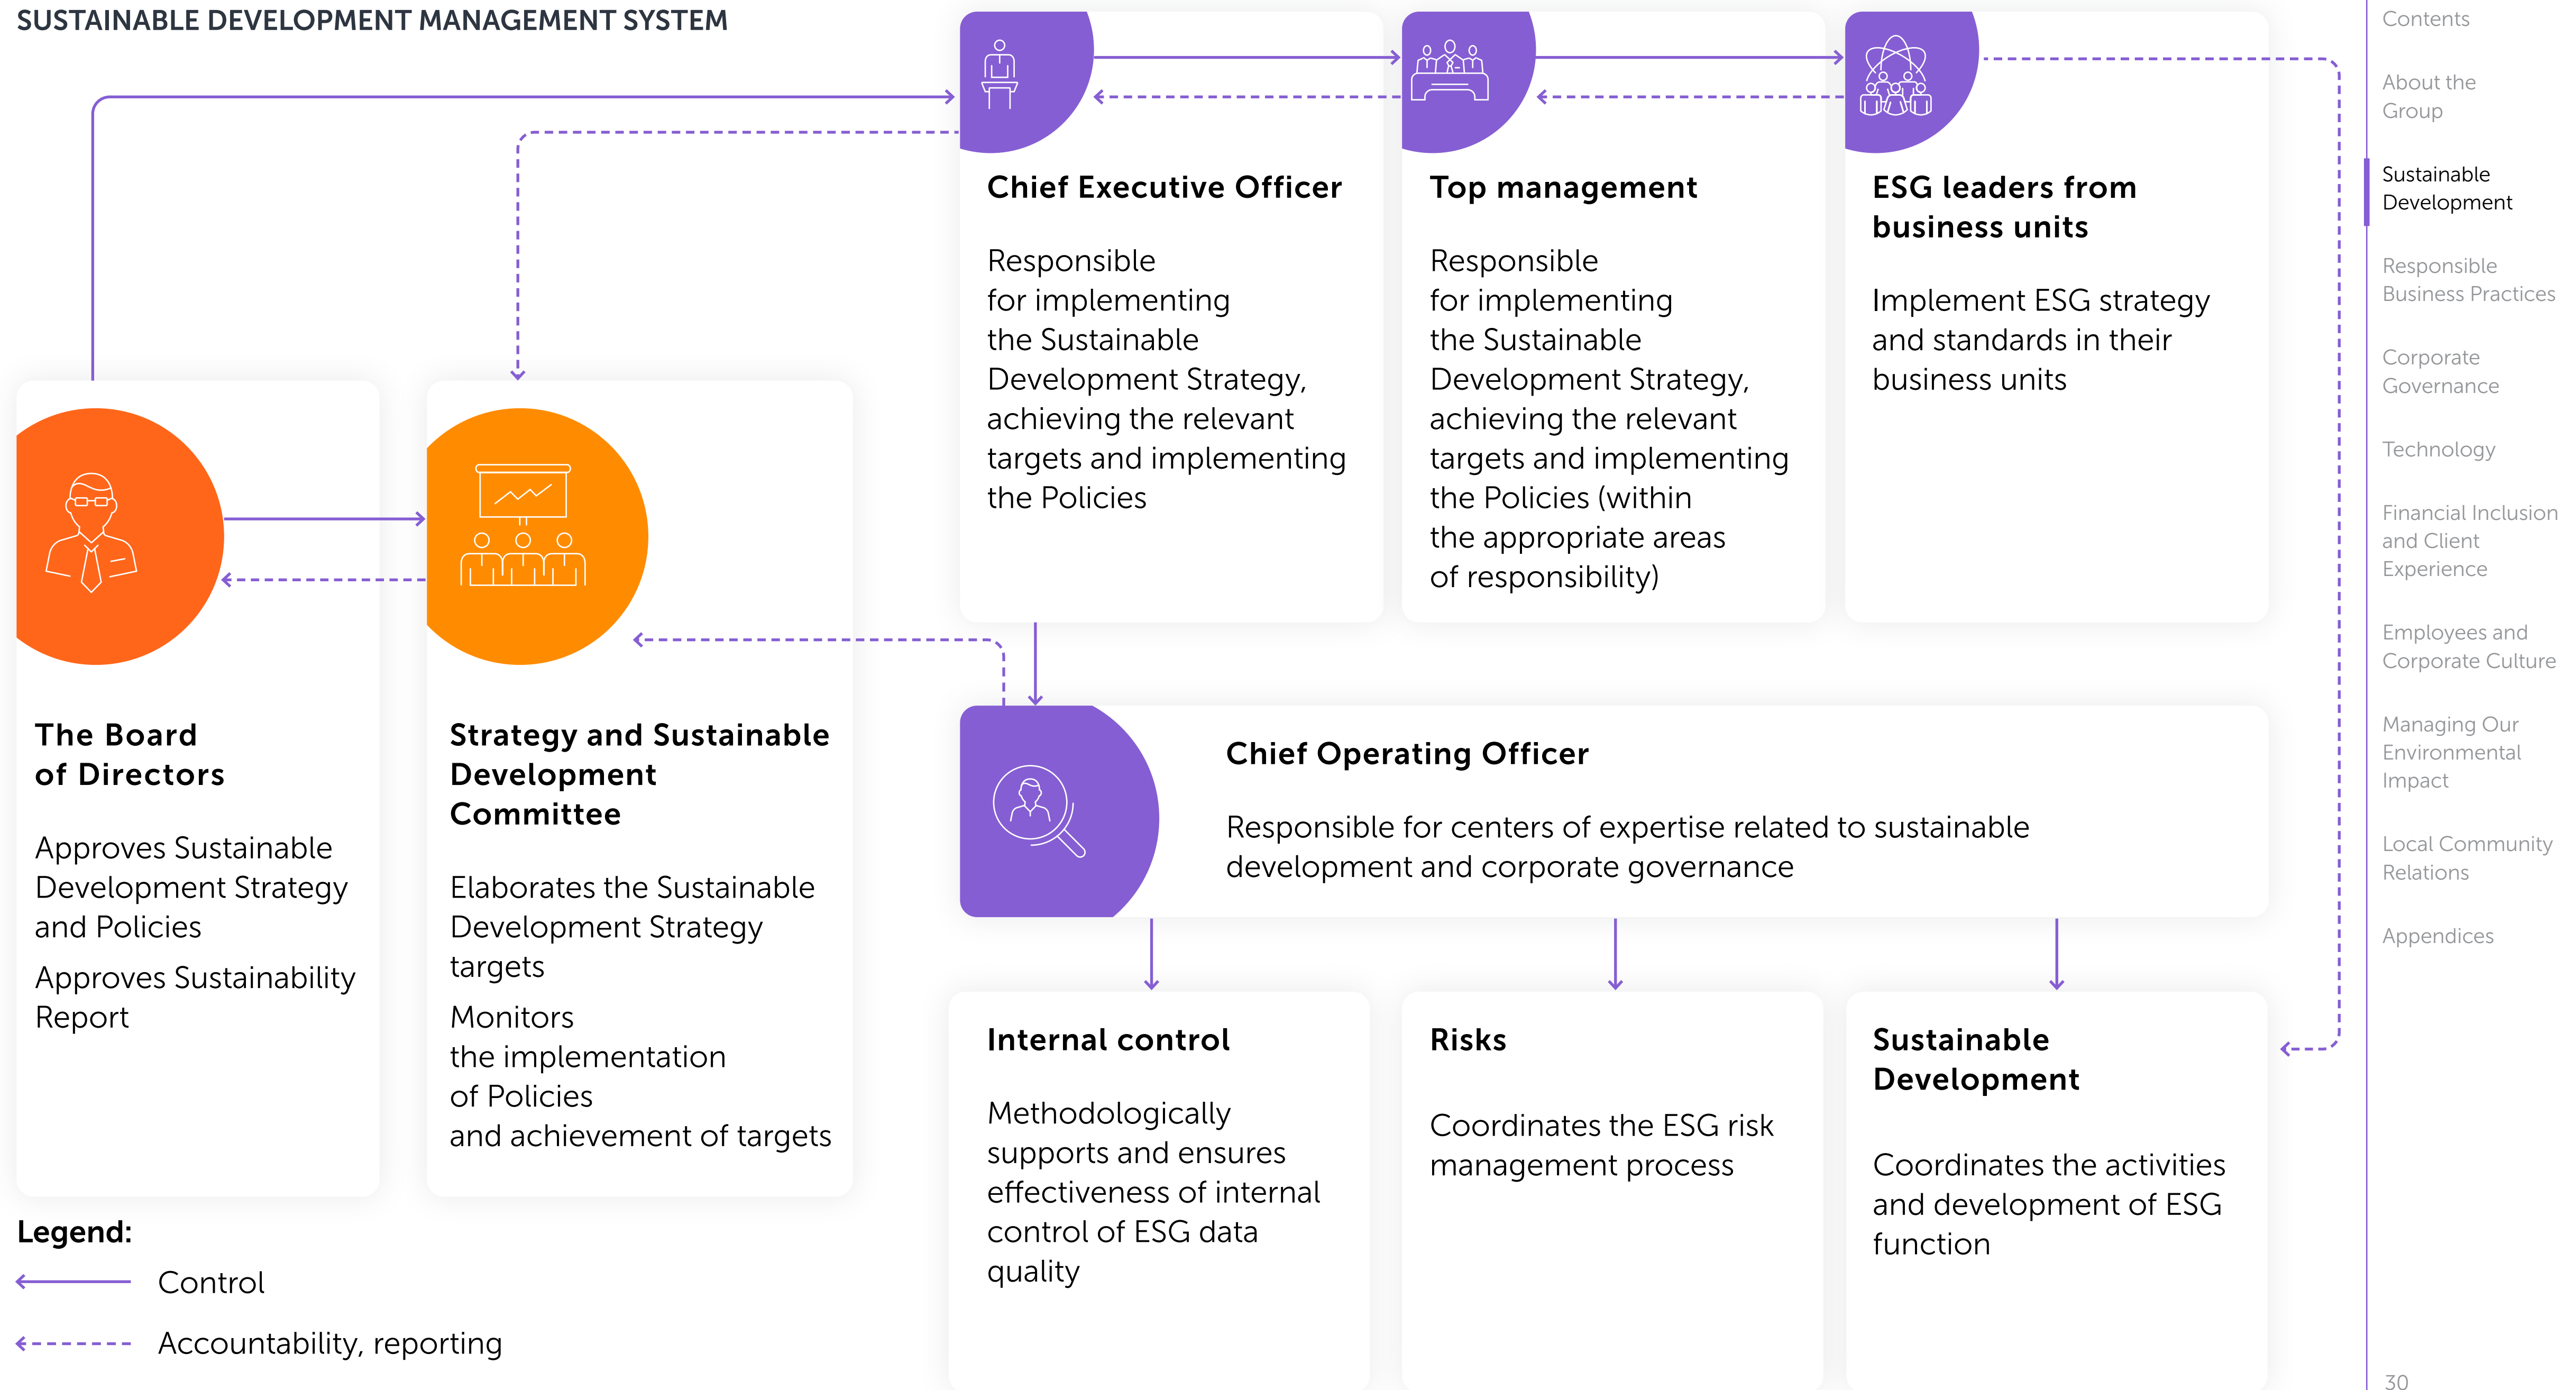 SUSTAINABLE DEVELOPMENT MANAGEMENT SYSTEM
Chief Executive Officer
Responsible
for implementing
the Sustainable
Development Strategy,
achieving the relevant
targets and implementing
the Policies
Top management
Responsible
for implementing
the Sustainable
Development Strategy,
achieving the relevant
targets and implementing
the Policies (within
the appropriate areas
of responsibility)
ESG leaders from
business units
Implement ESG strategy
and standards in their
business units
The Board
of Directors
Approves Sustainable
Development Strategy
and Policies
Approves Sustainability
Report
Strategy and Sustainable
Development
Committee
Elaborates the Sustainable
Development Strategy
targets
Monitors
the implementation
of Policies
and achievement of targets
Chief Operating Officer
Responsible for centers of expertise related to sustainable
development and corporate governance
Internal control
Methodologically
supports and ensures
effectiveness of internal
control of ESG data
quality
Risks
Coordinates the ESG risk
management process
Sustainable
Development
Coordinates the activities
and development of ESG
function
Legend:
Control
Accountability, reporting
Contents
About the
Group
Sustainable
Development
Responsible
Business Practices
Corporate
Governance
Technology
Financial Inclusion
and Client
Experience
Employees and
Corporate Culture
Managing Our
Environmental
Impact
Local Community
Relations
Appendices
30